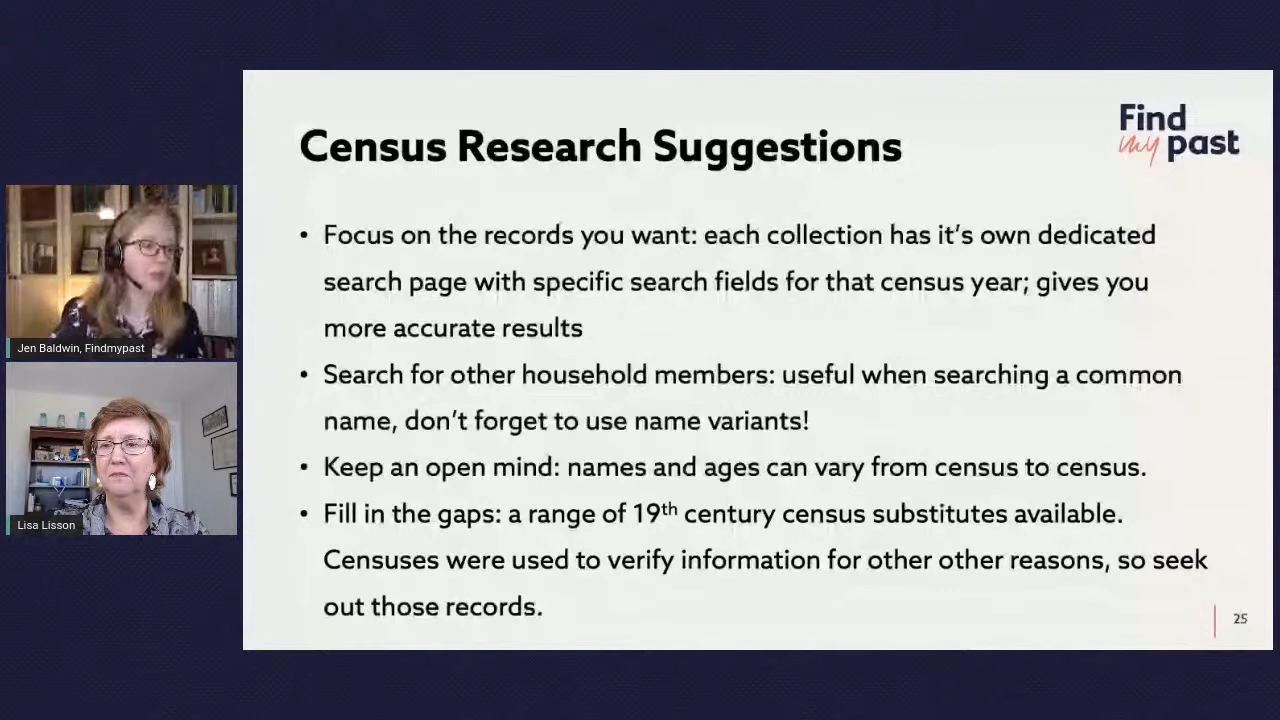 Find
my past
Census Research Suggestions
• Focus on the records you want: each collection has it's own dedicated
search page with specific search fields for that census year; gives you
more accurate results
• Search for other household members: useful when searching a common
name, don't forget to use name variants!
• Keep an open mind: names and ages can vary from census to census.
• Fill in the gaps: a range of 19th century census substitutes available.
Censuses were used to verify information for other other reasons, so seek
out those records.
25
Jen Baldwin, Findmypast
Lisa Lisson